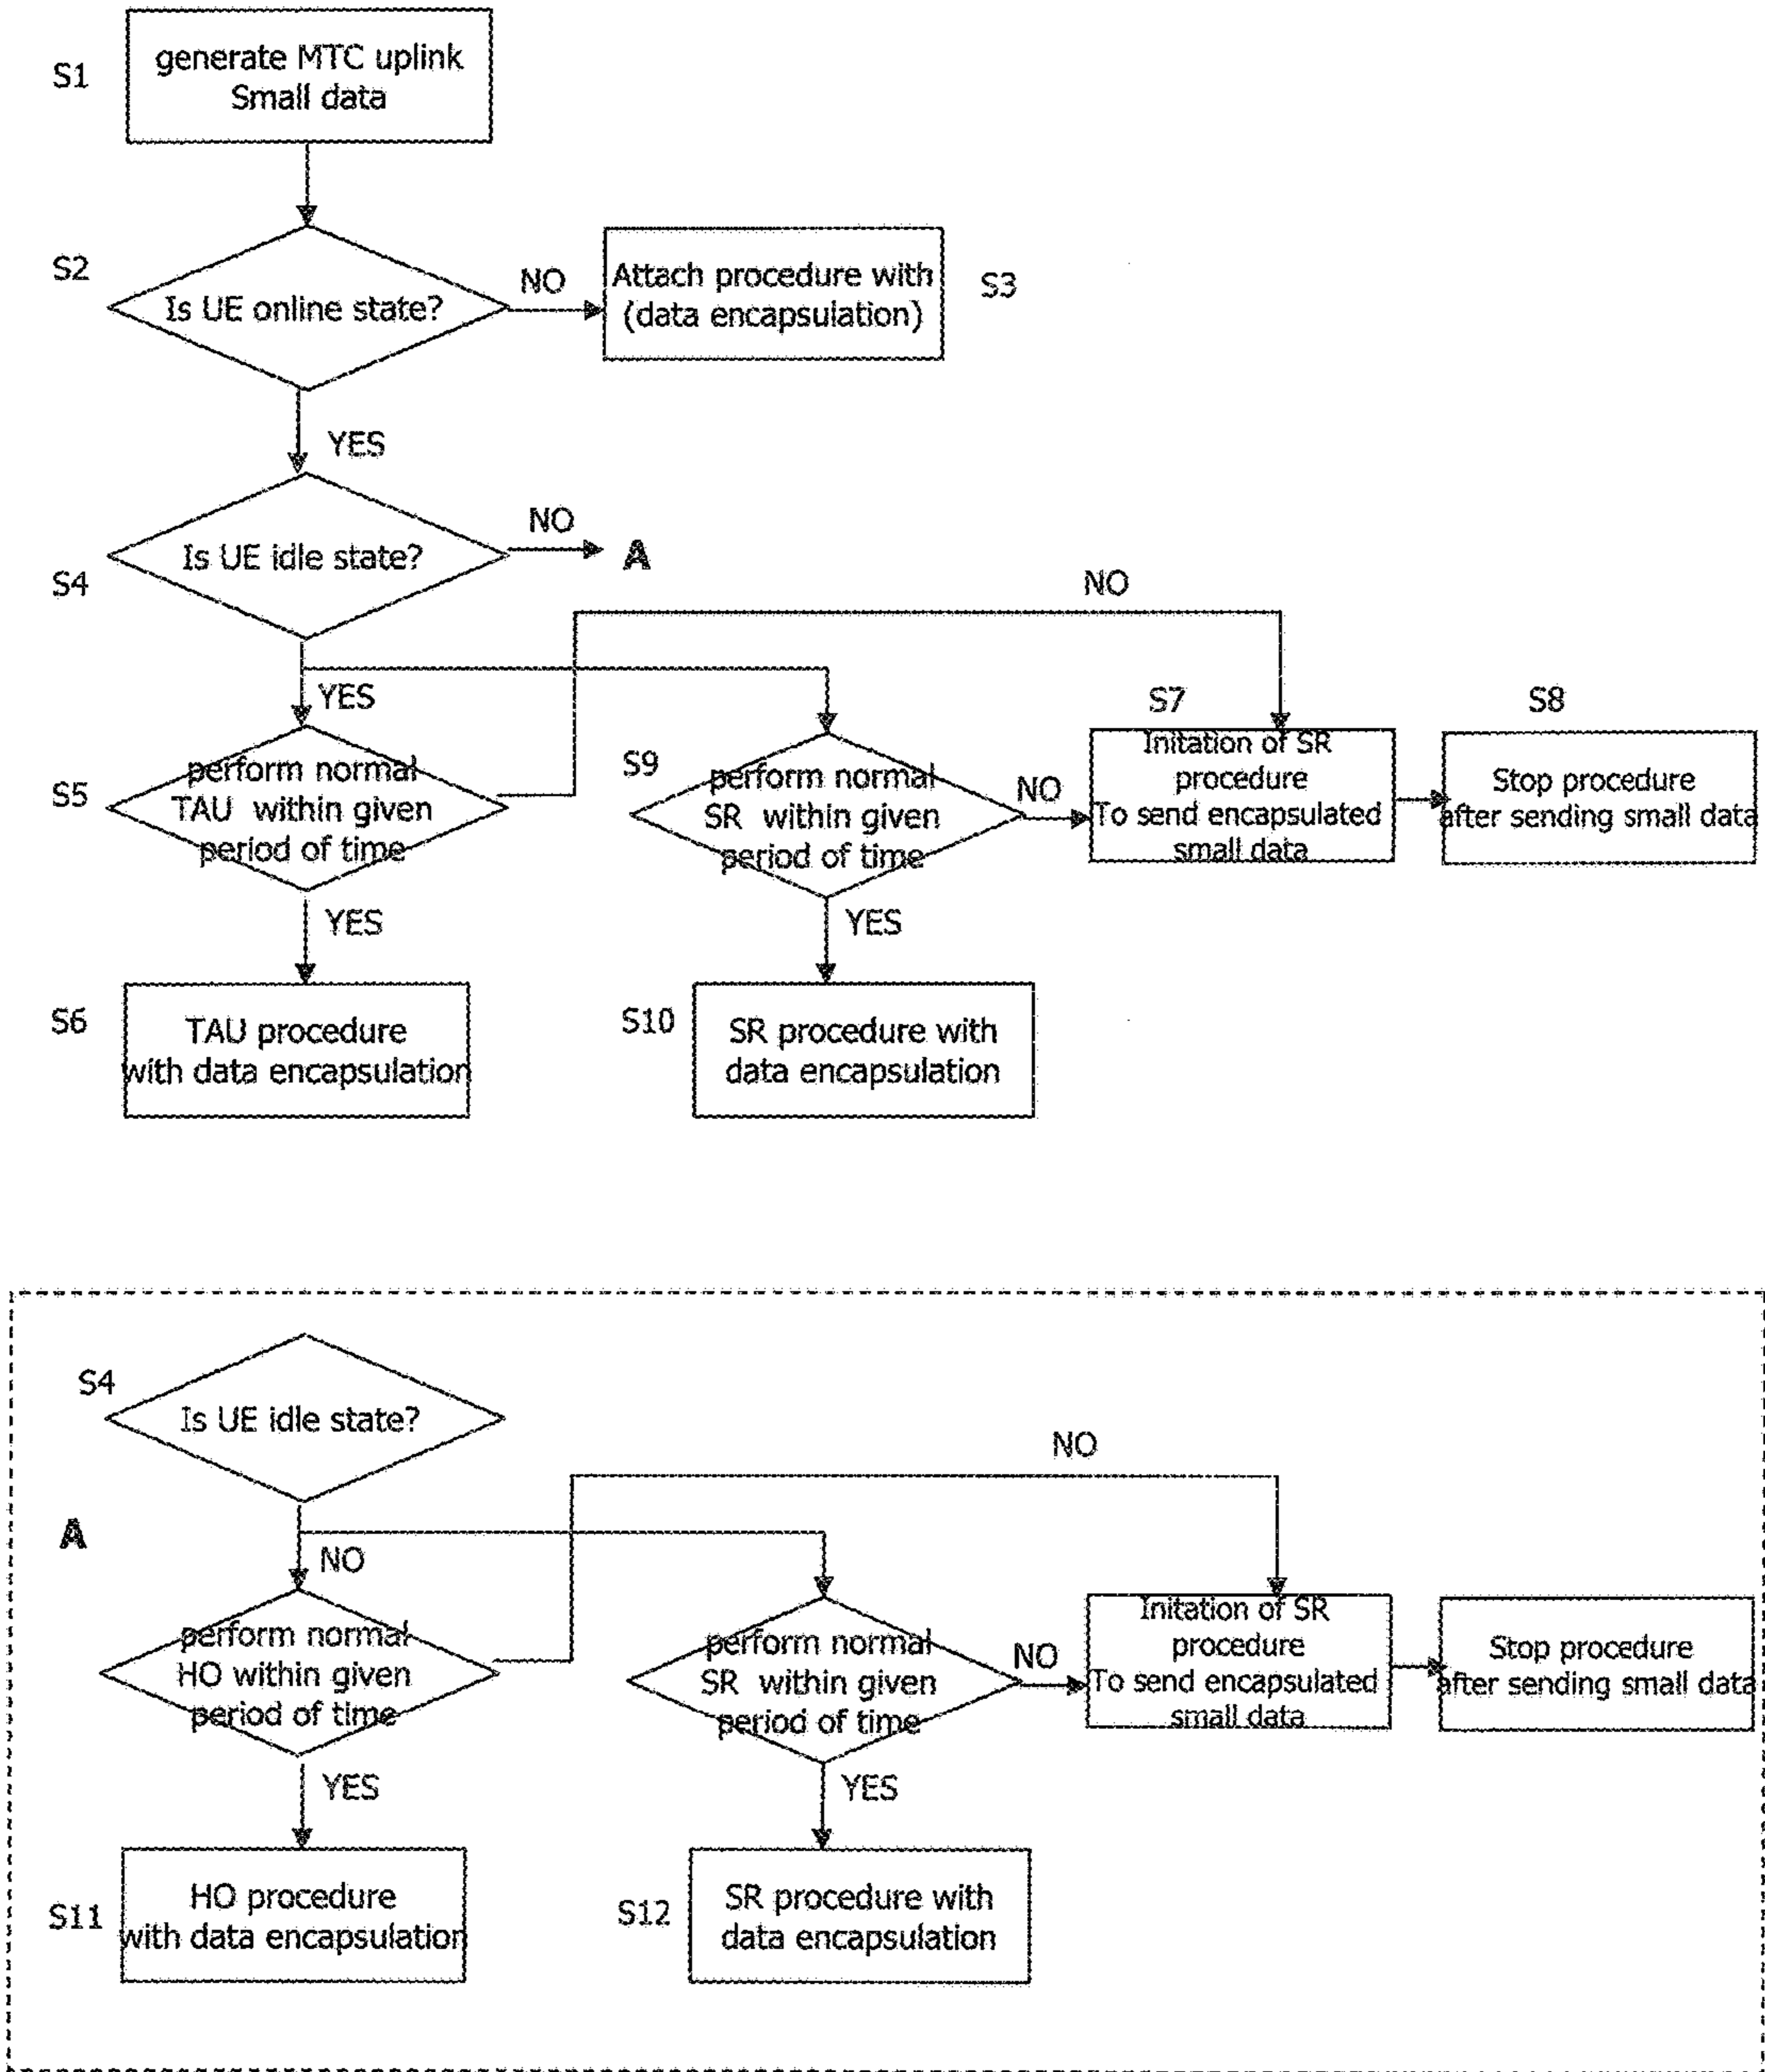 S1
generate MTC uplink
Small data
S2
Is UE online state?
NO
Attach procedure with
(data encapsulation)
S3
YES
S4
Is UE idle state?
NO
A
NO
YES
S5
perform normal
TAU within given
period of time
S9
perform normal
SR within given
period of time
NO
S7
Initation of SR
procedure
To send encapsulated
small data
S8
Stop procedure
after sending small data
YES
YES
S6
TAU procedure
with data encapsulation
S10
SR procedure with
data encapsulation
S4
Is UE idle state?
NO
A
NO
perform normal
HO within given
period of time
perform normal
SR within given
period of time
NO
Initation of SR
procedure
To send encapsulated
small data
Stop procedure
after sending small data
YES
YES
S11
HO procedure
with data encapsulation
S12
SR procedure with
data encapsulation